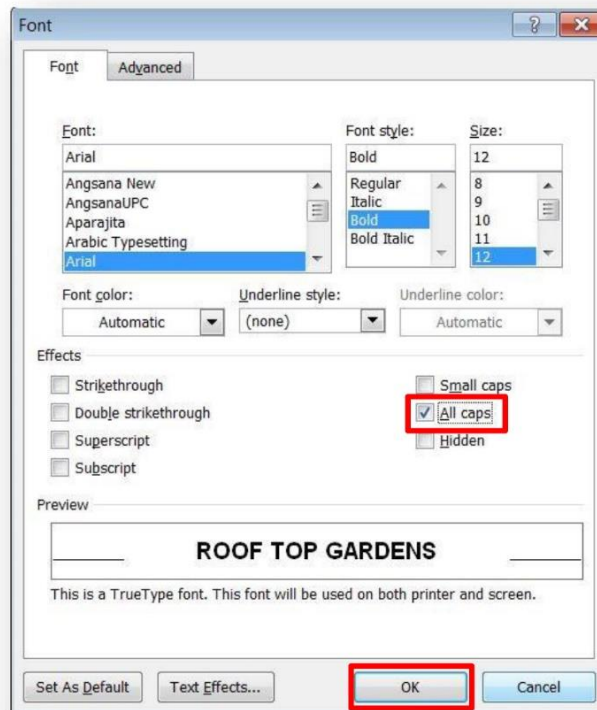 Font
Font Advanced
Font: Font style: Size:
Arial Bold 12
Angsana New Regular 8
AngsanaUPC Italic 9
Aparajita Bold 10
Arabic Typesetting Bold Italic 11
Arial 12
Font color: Underline style: Underline color:
Automatic (none) Automatic
Effects
Strikethrough Small caps
Double strikethrough All caps
Superscript Hidden
Subscript
Preview
ROOF TOP GARDENS
This is a TrueType font. This font will be used on both printer and screen.
Set As Default Text Effects... OK Cancel